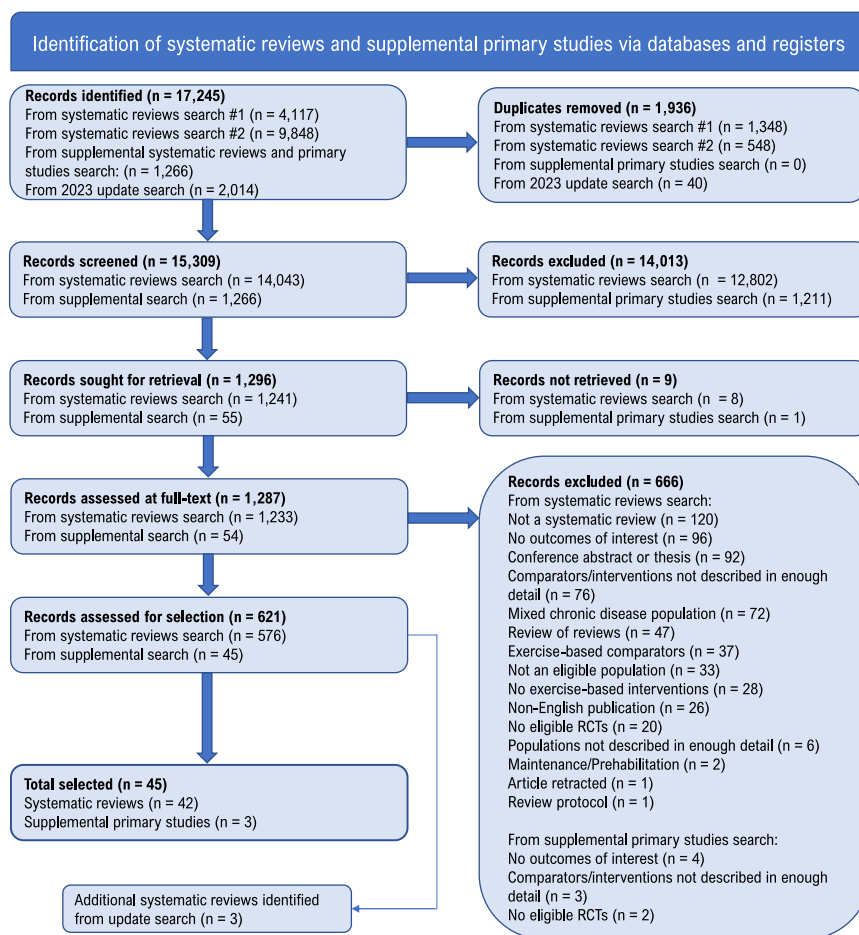 Identification of systematic reviews and supplemental primary studies via databases and registers
Records identified (n = 17,245)
From systematic reviews search #1 (n = 4,117)
From systematic reviews search #2 (n = 9,848)
From supplemental systematic reviews and primary
studies search: (n = 1,266)
From 2023 update search (n = 2,014)
Duplicates removed (n = 1,936)
From systematic reviews search #1 (n = 1,348)
From systematic reviews search #2 (n = 548)
From supplemental primary studies search (n = 0)
From 2023 update search (n = 40)
Records screened (n = 15,309)
From systematic reviews search (n = 14,043)
From supplemental search (n = 1,266)
Records excluded (n = 14,013)
From systematic reviews search (n = 12,802)
From supplemental primary studies search (n = 1,211)
Records sought for retrieval (n = 1,296)
From systematic reviews search (n = 1,241)
From supplemental search (n = 55)
Records not retrieved (n = 9)
From systematic reviews search (n = 8)
From supplemental primary studies search (n = 1)
Records assessed at full-text (n = 1,287)
From systematic reviews search (n = 1,233)
From supplemental search (n = 54)
Records excluded (n = 666)
From systematic reviews search:
Not a systematic review (n = 120)
No outcomes of interest (n = 96)
Conference abstract or thesis (n = 92)
Comparators/interventions not described in enough
detail (n = 76)
Mixed chronic disease population (n = 72)
Review of reviews (n = 47)
Exercise-based comparators (n = 37)
Not an eligible population (n = 33)
No exercise-based interventions (n = 28)
Non-English publication (n = 26)
No eligible RCTs (n = 20)
Populations not described in enough detail (n = 6)
Maintenance/Prehabilitation (n = 2)
Article retracted (n = 1)
Review protocol (n = 1)
From supplemental primary studies search:
No outcomes of interest (n = 4)
Comparators/interventions not described in enough
detail (n = 3)
No eligible RCTs (n = 2)
Records assessed for selection (n = 621)
From systematic reviews search (n = 576)
From supplemental search (n = 45)
Total selected (n = 45)
Systematic reviews (n = 42)
Supplemental primary studies (n = 3)
Additional systematic reviews identified
from update search (n = 3)